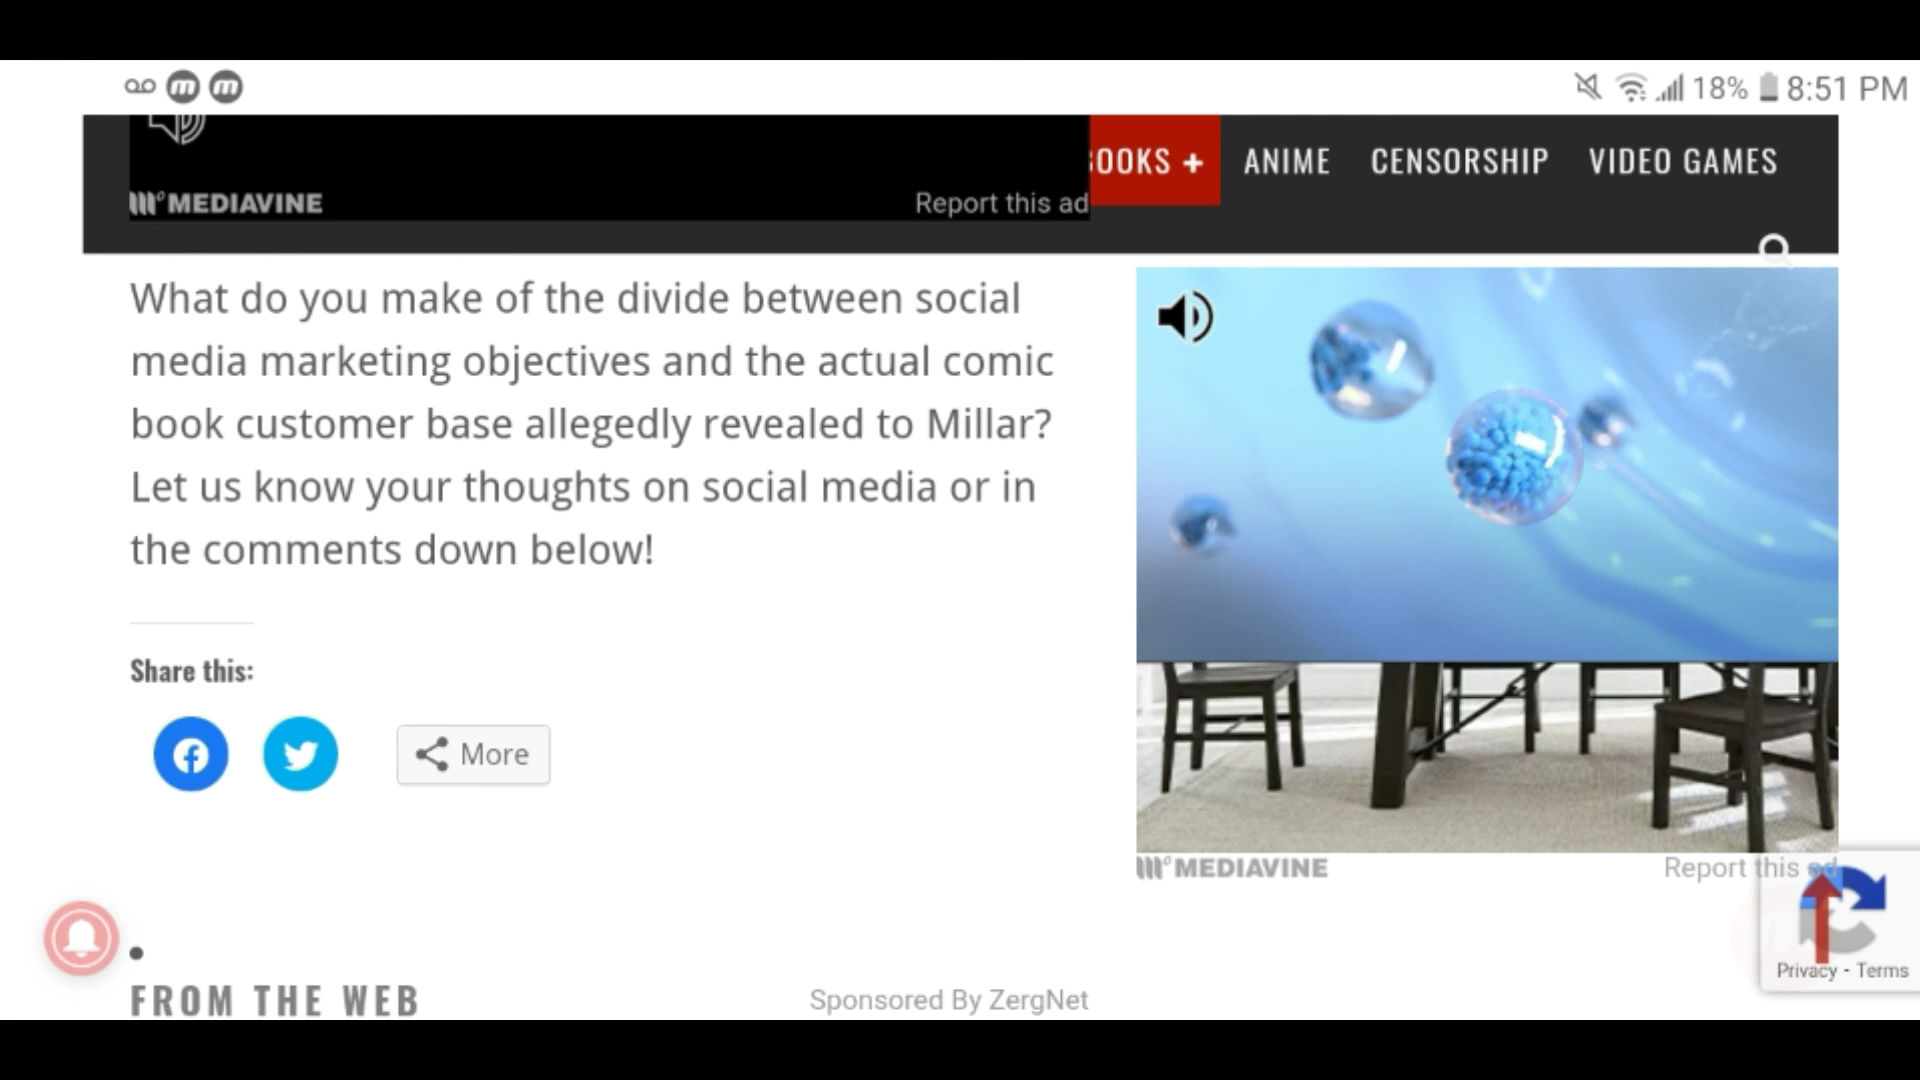 18% 8:51 PM
OOKS + ANIME CENSORSHIP VIDEO GAMES
MEDIAVINE Report this ad
What do you make of the divide between social
media marketing objectives and the actual comic
book customer base allegedly revealed to Millar?
Let us know your thoughts on social media or in
the comments down below!
Share this:
More
MEDIAVINE Report this ad
Privacy - Terms
FROM THE WEB Sponsored By ZergNet